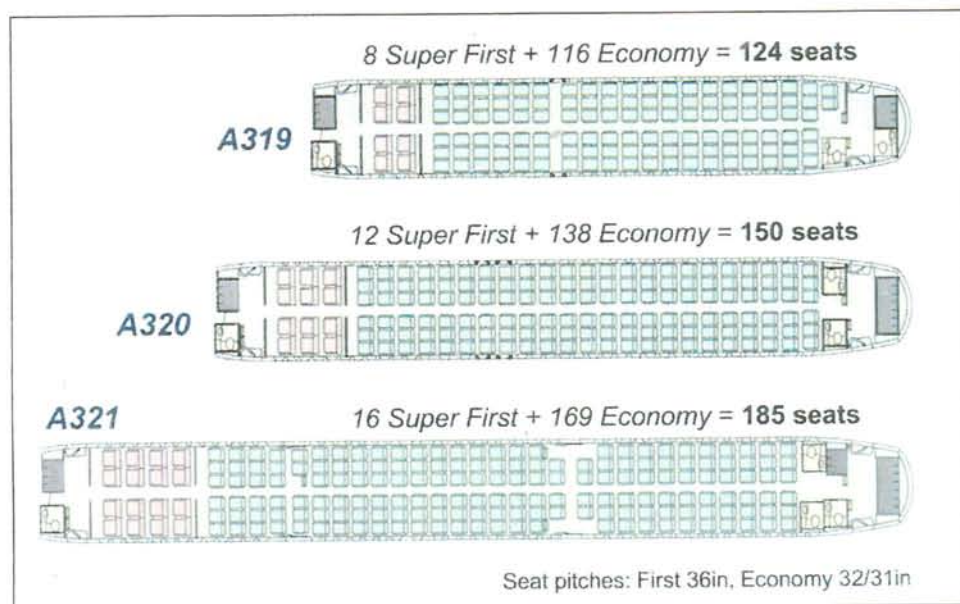 8 Super First + 116 Economy = 124 seats
A319
12 Super First + 138 Economy = 150 seats
A320
A321
16 Super First + 169 Economy = 185 seats
Seat pitches: First 36in, Economy 32/31in